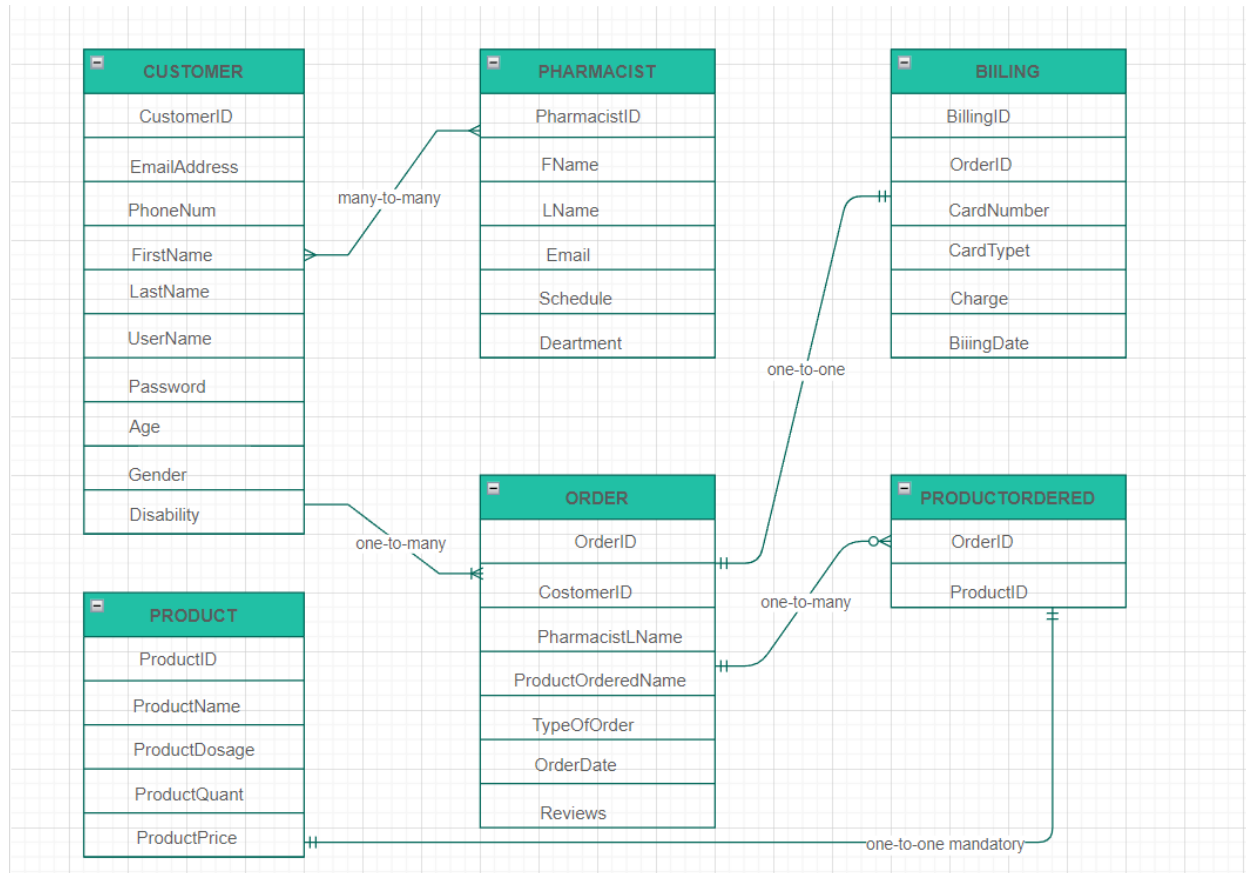 CUSTOMER
CustomerID
EmailAddress
PhoneNum
FirstName
LastName
UserName
Password
Age
Gender
Disability
PHARMACIST
PharmacistID
FName
LName
Email
Schedule
Deartment
BIILING
BillingID
OrderID
CardNumber
CardTypet
Charge
BiiingDate
many-to-many
one-to-one
one-to-many
PRODUCT
ProductID
ProductName
ProductDosage
ProductQuant
ProductPrice
ORDER
OrderID
CostomerID
PharmacistLName
ProductOrderedName
TypeOfOrder
OrderDate
Reviews
one-to-many
PRODUCTORDERED
OrderID
ProductID
one-to-one mandatory